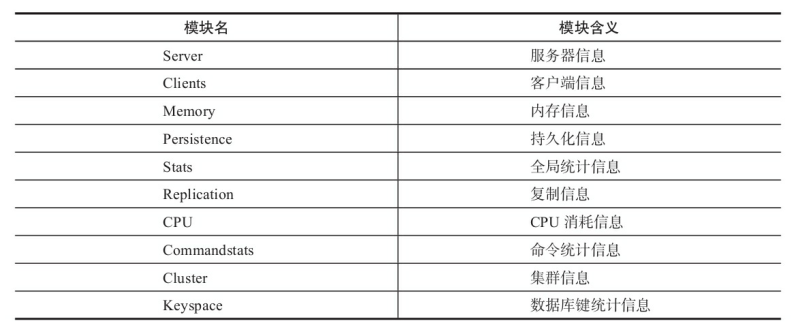 模块名 模块含义
Server 服务器信息
Clients 客户端信息
Memory 内存信息
Persistence 持久化信息
Stats 全局统计信息
Replication 复制信息
CPU CPU 消耗信息
Commandstats 命令统计信息
Cluster 集群信息
Keyspace 数据库键统计信息